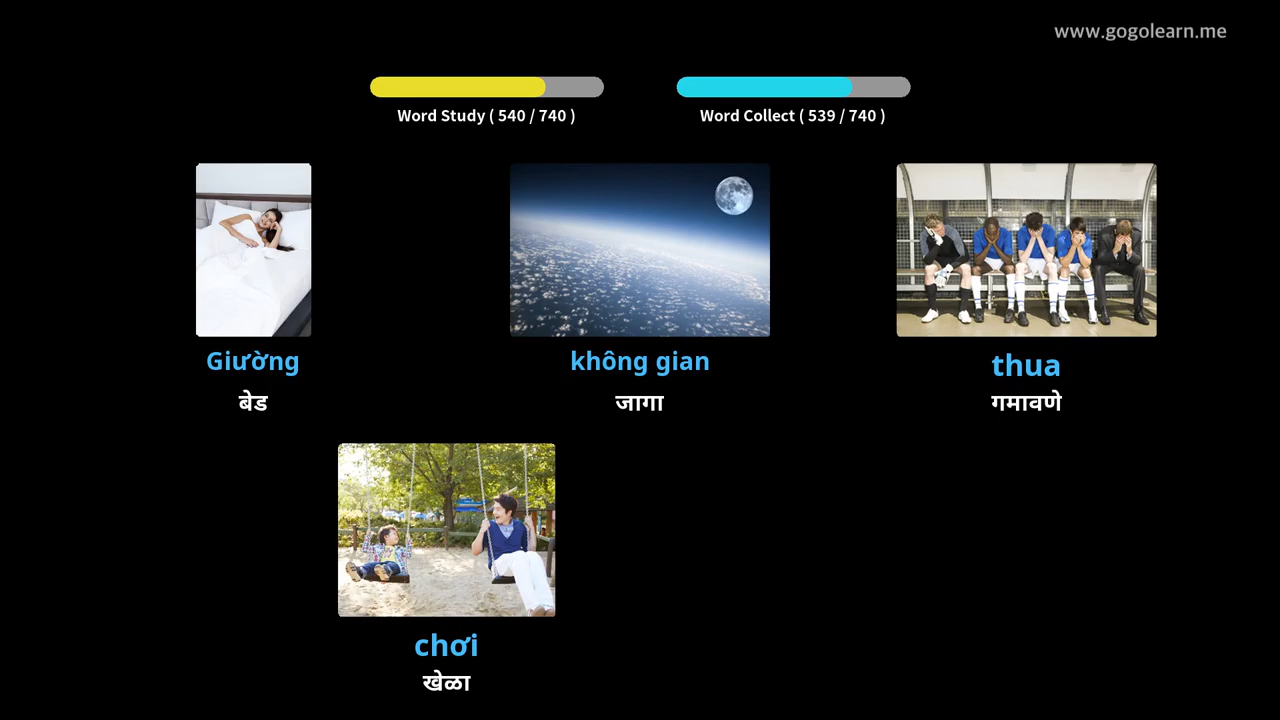 www.gogolearn.me
Word Study ( 540 / 740 )
Word Collect ( 539 / 740 )
Giường
बेड
không gian
जागा
thua
गमावणे
chơi
खेळा